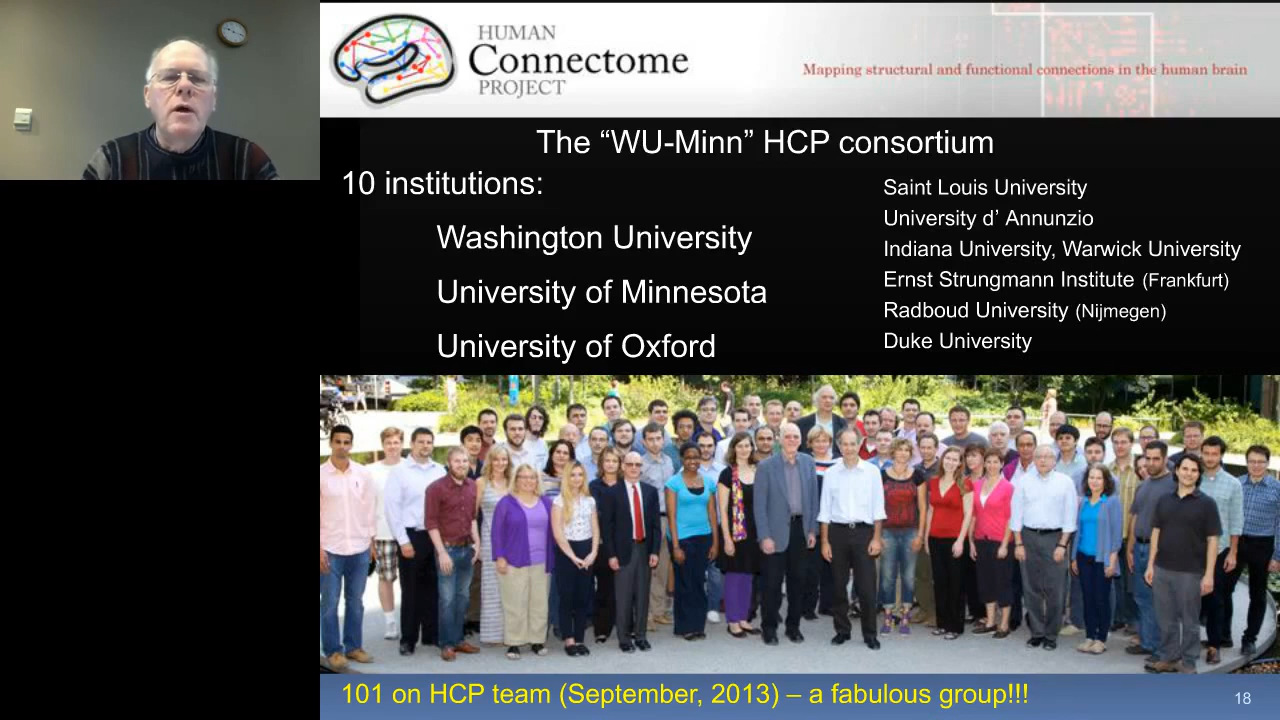 HUMAN
Connectome
PROJECT
Mapping structural and functional connections in the human brain
The “WU-Minn” HCP consortium
10 institutions:
Washington University
University of Minnesota
University of Oxford
Saint Louis University
University d’ Annunzio
Indiana University, Warwick University
Ernst Strungmann Institute (Frankfurt)
Radboud University (Nijmegen)
Duke University
101 on HCP team (September, 2013) – a fabulous group!!!
18